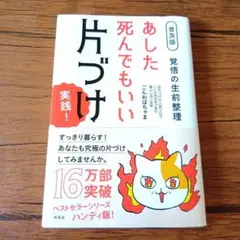 普及版
覚悟の生前整理
あした
死んでもいい
片づけ
実践!
ごんおばちゃま
すっきり暮らす!
あなたも究極の片づけ
してみませんか。
16万部
突破
ベストセラーシリーズ
ハンディ版!